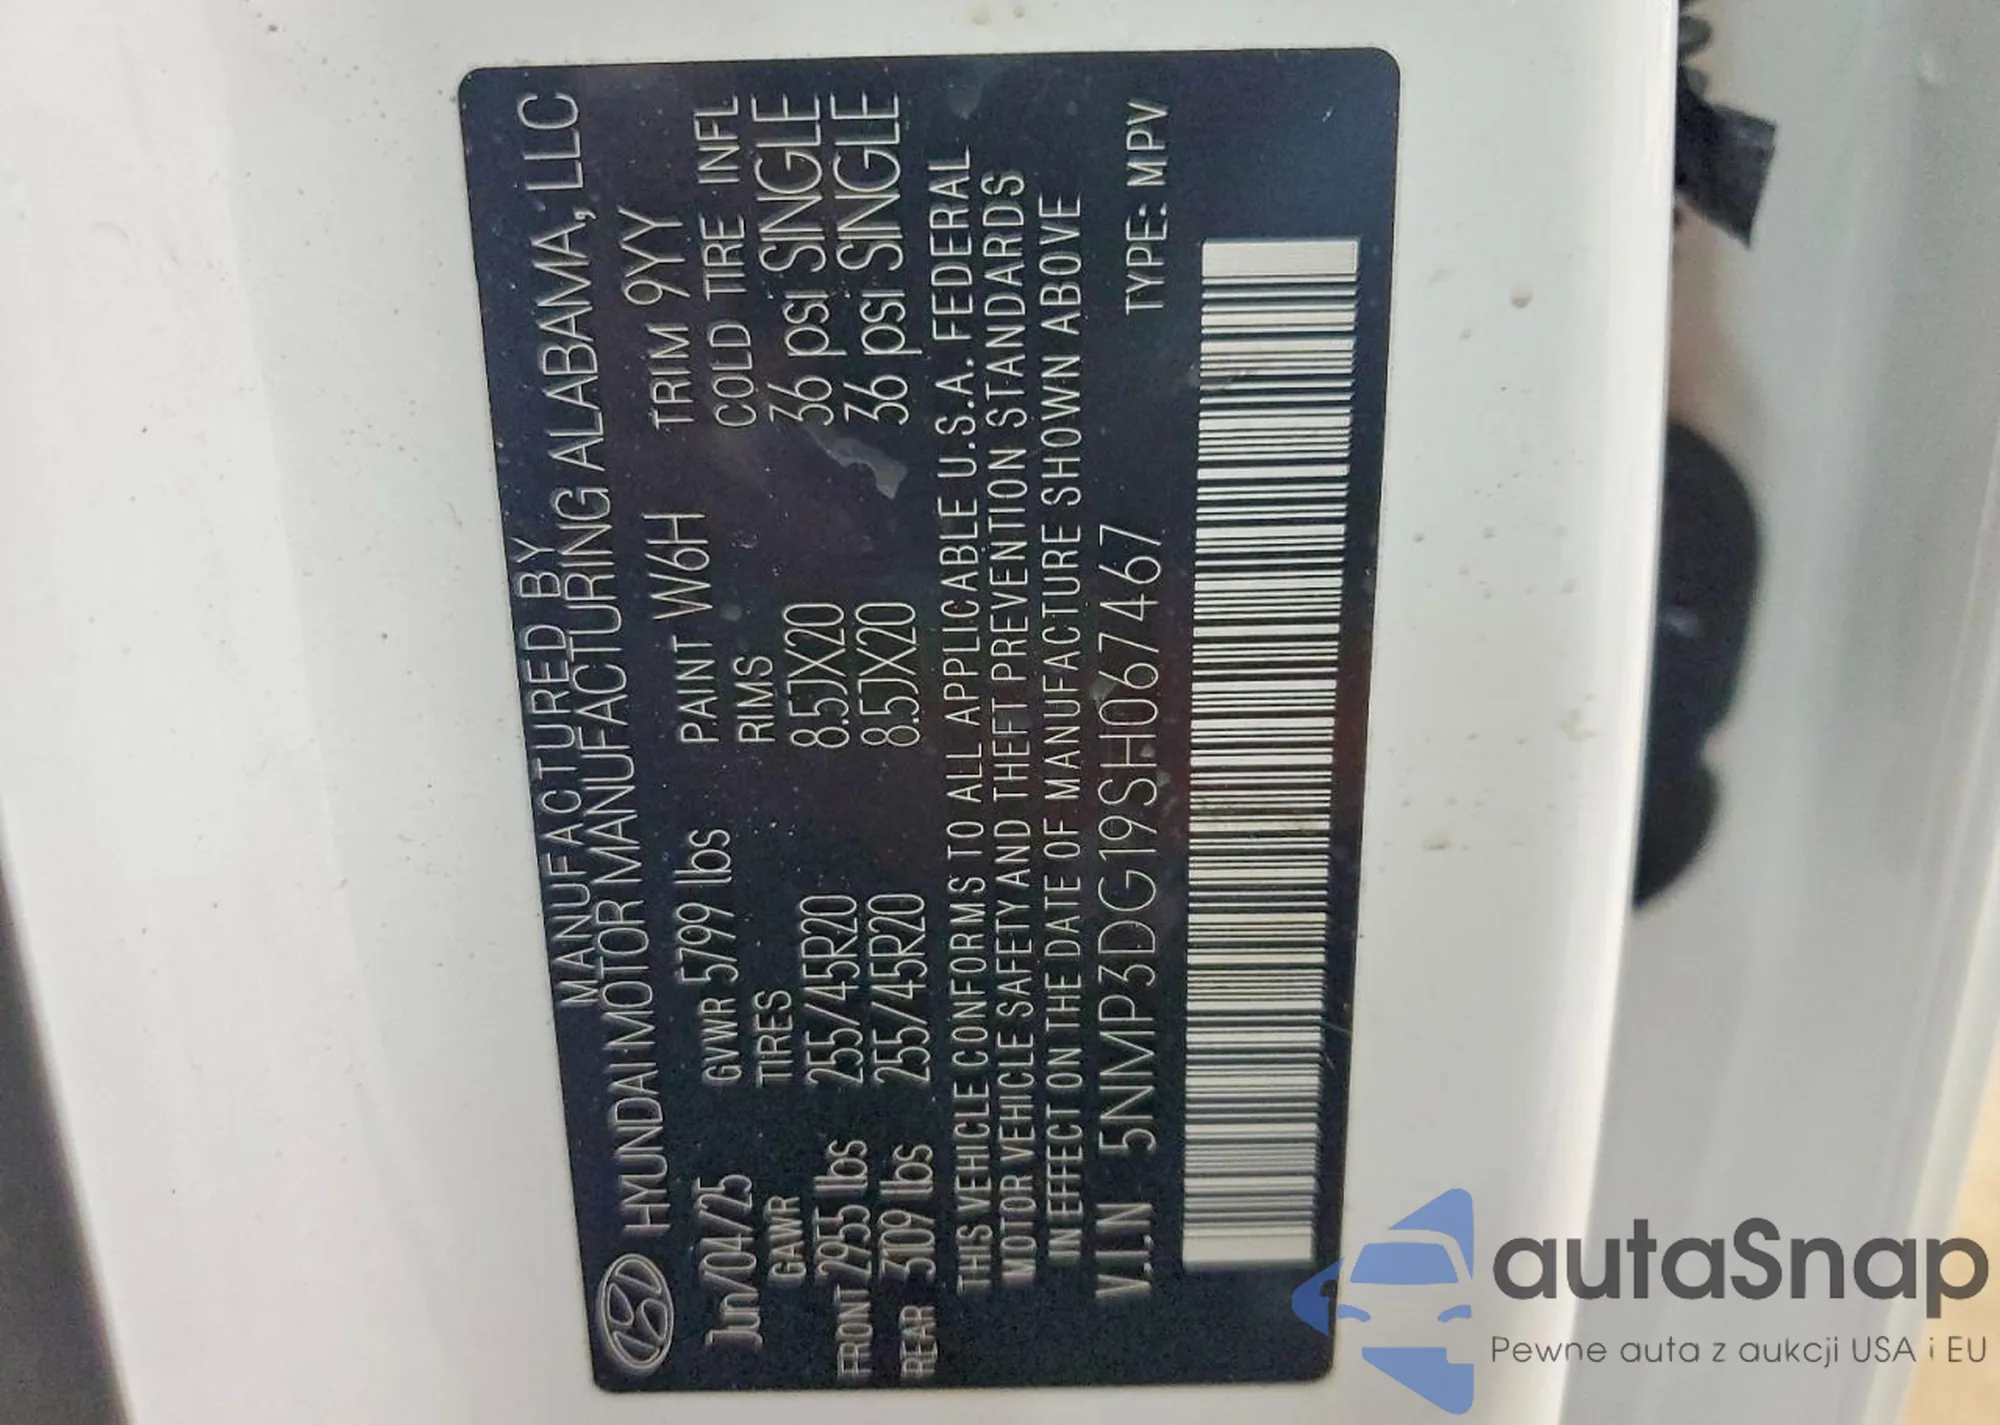 MANUFACTURED BY
HYUNDAI MOTOR MANUFACTURING ALABAMA, LLC
Jun/04/25 GVWR 5799 lbs PAINT W6H TRIM 9YY
GAWR TIRES RIMS COLD TIRE INFL
FRONT 2955 lbs 255/45R20 8.5JX20 36 psi SINGLE
REAR 3109 lbs 255/45R20 8.5JX20 36 psi SINGLE
THIS VEHICLE CONFORMS TO ALL APPLICABLE U.S.A. FEDERAL
MOTOR VEHICLE SAFETY AND THEFT PREVENTION STANDARDS
IN EFFECT ON THE DATE OF MANUFACTURE SHOWN ABOVE
V.I.N 5NMP3DG19SH067467 TYPE: MPV
autaSnap
Pewne auta z aukcji USA i EU